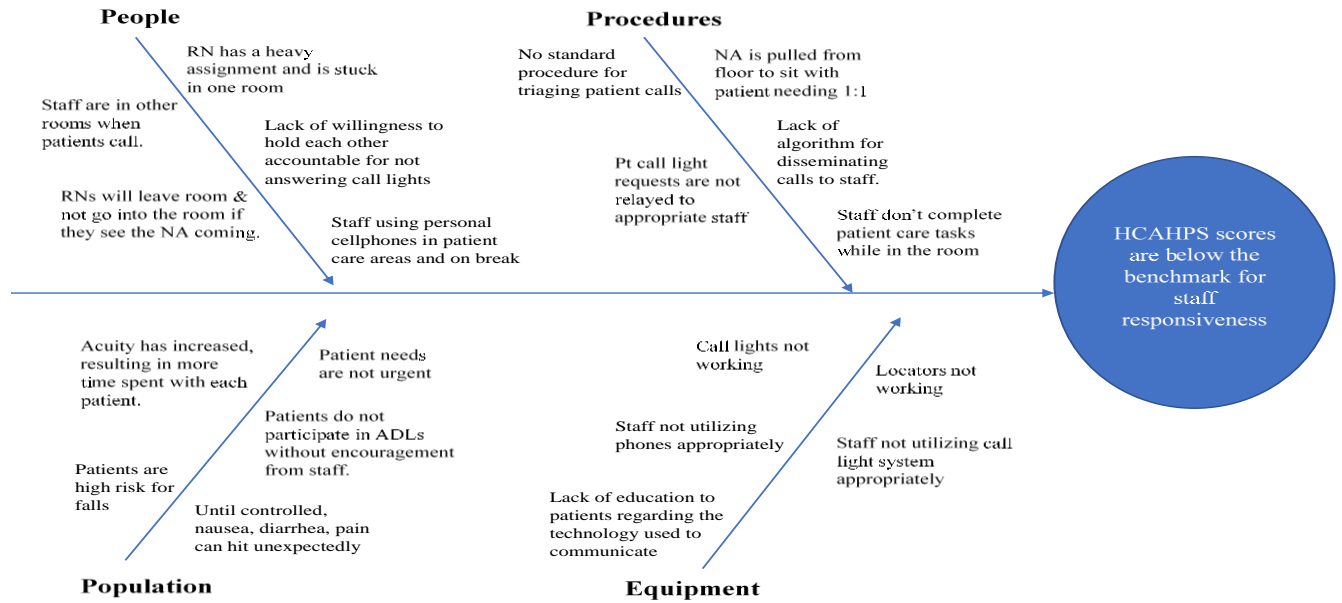 People
RN has a heavy
assignment and is stuck
in one room
Staff are in other
rooms when
patients call.
Lack of willingness to
hold each other
accountable for not
answering call lights
RNs will leave room &
not go into the room if
they see the NA coming.
Staff using personal
cellphones in patient
care areas and on break
Procedures
No standard
procedure for
triaging patient calls
NA is pulled from
floor to sit with
patient needing 1:1
Lack of
algorithm for
disseminating
calls to staff.
Pt call light
requests are not
relayed to
appropriate staff
Staff don’t complete
patient care tasks
while in the room
HCAHPS scores
are below the
benchmark for
staff
responsiveness
Acuity has increased,
resulting in more
time spent with each
patient.
Patient needs
are not urgent
Patients do not
participate in ADLs
without encouragement
from staff.
Patients are
high risk for
falls
Until controlled,
nausea, diarrhea, pain
can hit unexpectedly
Population
Call lights not
working
Locators not
working
Staff not utilizing
phones appropriately
Staff not utilizing call
light system
appropriately
Lack of education to
patients regarding the
technology used to
communicate
Equipment